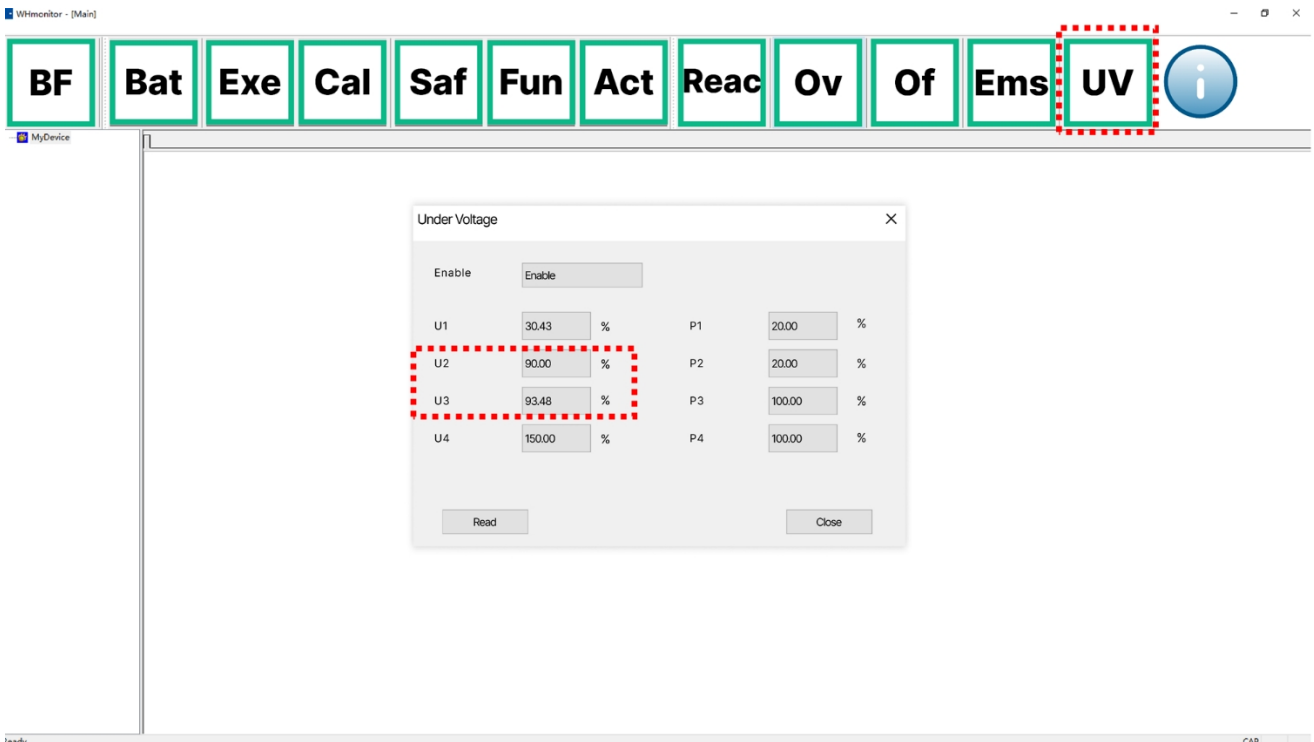 WHmonitor - [Main]
BF Bat Exe Cal Saf Fun Act Reac Ov Of Ems UV i
MyDevice
Under Voltage
Enable Enable
U1 30.43 % P1 20.00 %
U2 90.00 % P2 20.00 %
U3 93.48 % P3 100.00 %
U4 150.00 % P4 100.00 %
Read Close
Ready CAP